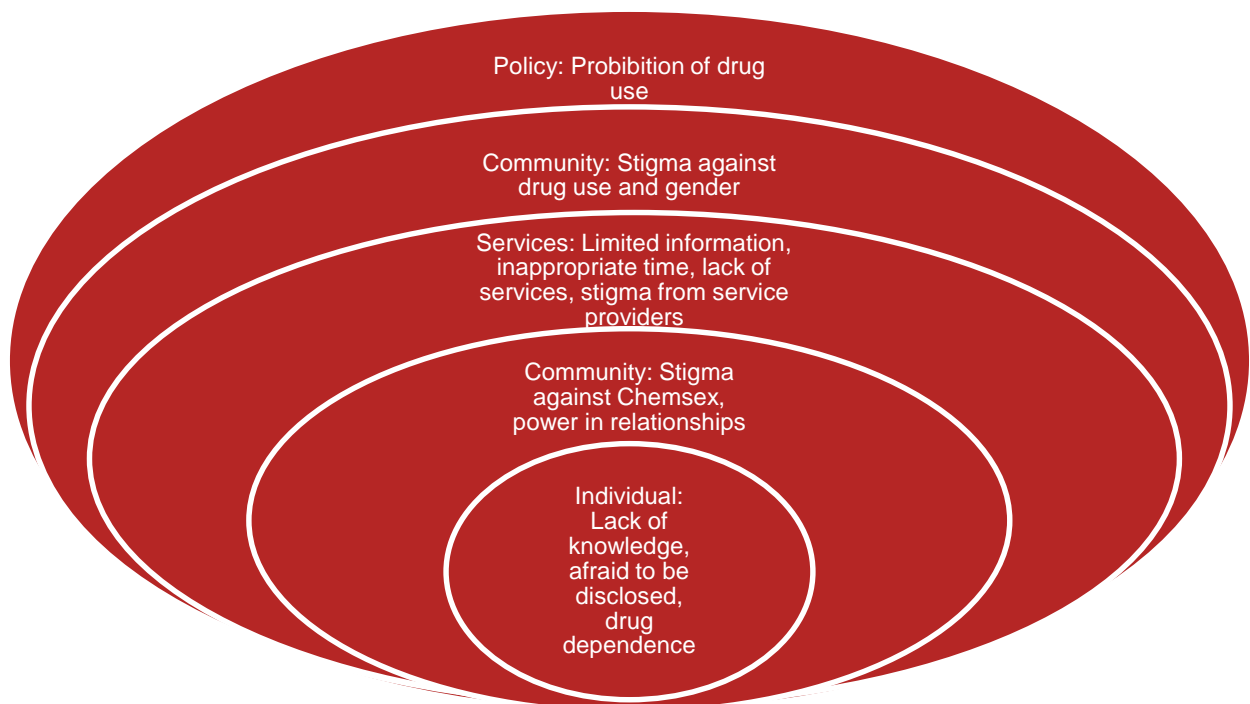 Policy: Probibition of drug
use
Community: Stigma against
drug use and gender
Services: Limited information,
inappropriate time, lack of
services, stigma from service
providers
Community: Stigma
against Chemsex,
power in relationships
Individual:
Lack of
knowledge,
afraid to be
disclosed,
drug
dependence